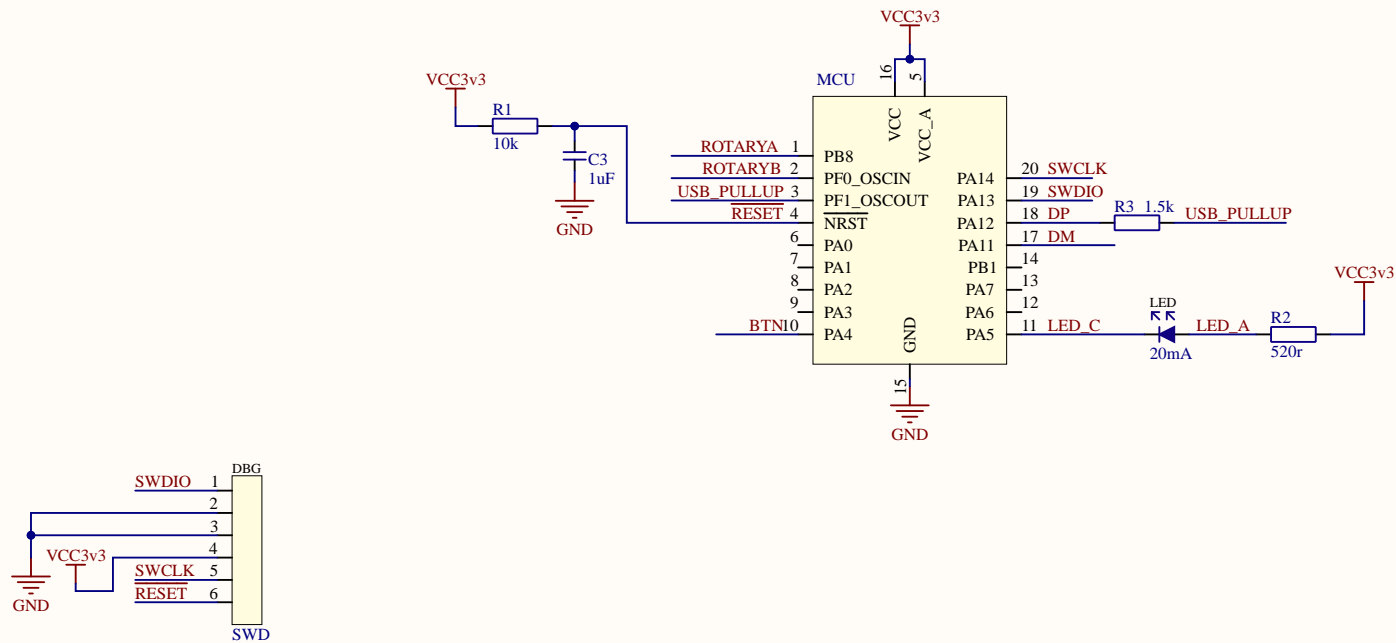 VCC3v3
VCC3v3
MCU
16
5
R1
10k
VCC
VCC_A
C3
1uF
GND
ROTARYA 1 PB8
ROTARYB 2 PF0_OSCIN PA14 20 SWCLK
USB_PULLUP 3 PF1_OSCOUT PA13 19 SWDIO
RESET 4 NRST PA12 18 DP R3 1.5k USB_PULLUP
6 PA0 PA11 17 DM
7 PA1 PB1 14
8 PA2 PA7 13
9 PA3 PA6 12
BTN 10 PA4 PA5 11 LED_C LED_A
VCC3v3
LED
20mA
R2
520r
GND
15
GND
DBG
SWDIO 1
2
3
VCC3v3 4
SWCLK 5
RESET 6
GND
SWD